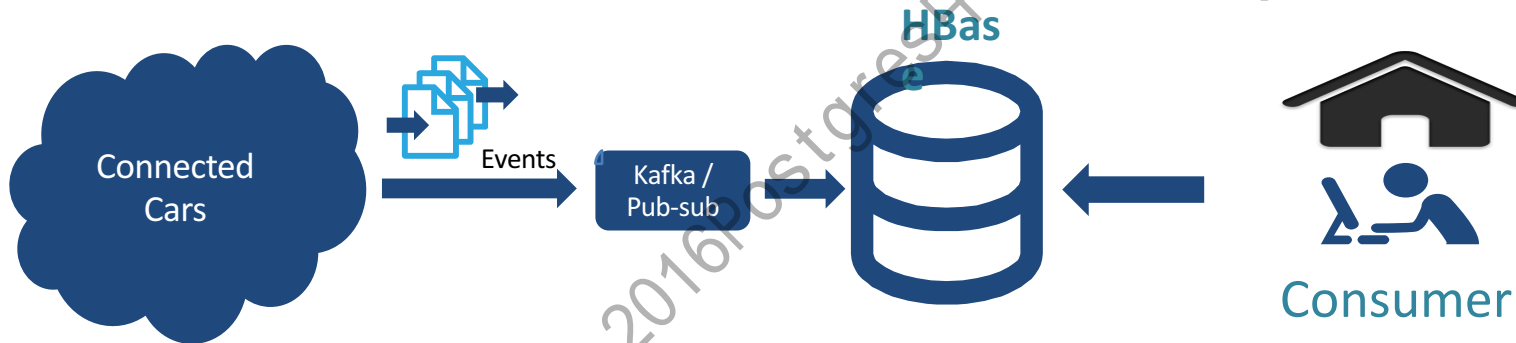 HBas
e
Events
Connected
Cars
Kafka /
Pub-sub
Consumer
2016Postgres